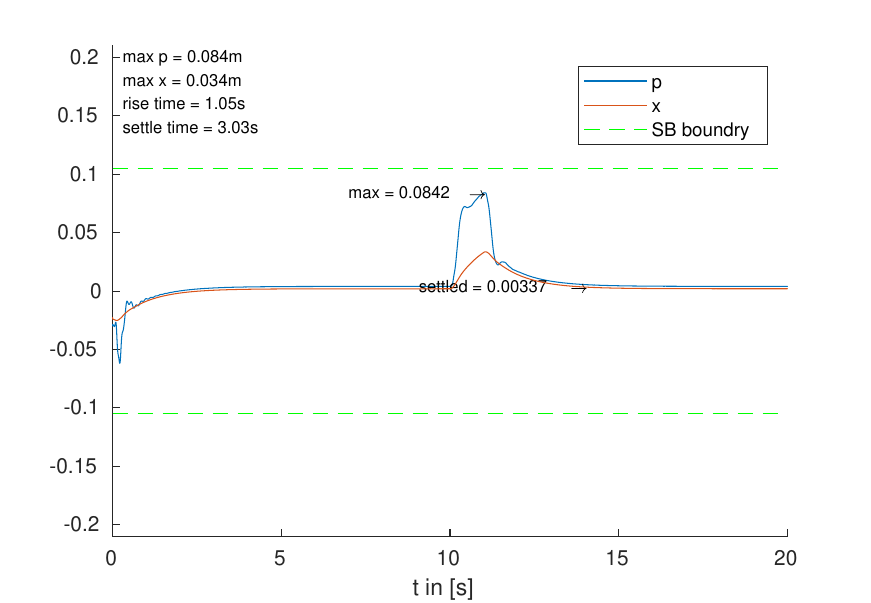 max p = 0.084m
max x = 0.034m
rise time = 1.05s
settle time = 3.03s
p
x
SB boundry
max = 0.0842
settled = 0.00337
0.2
0.15
0.1
0.05
0
-0.05
-0.1
-0.15
-0.2
0
5
10
15
20
t in [s]